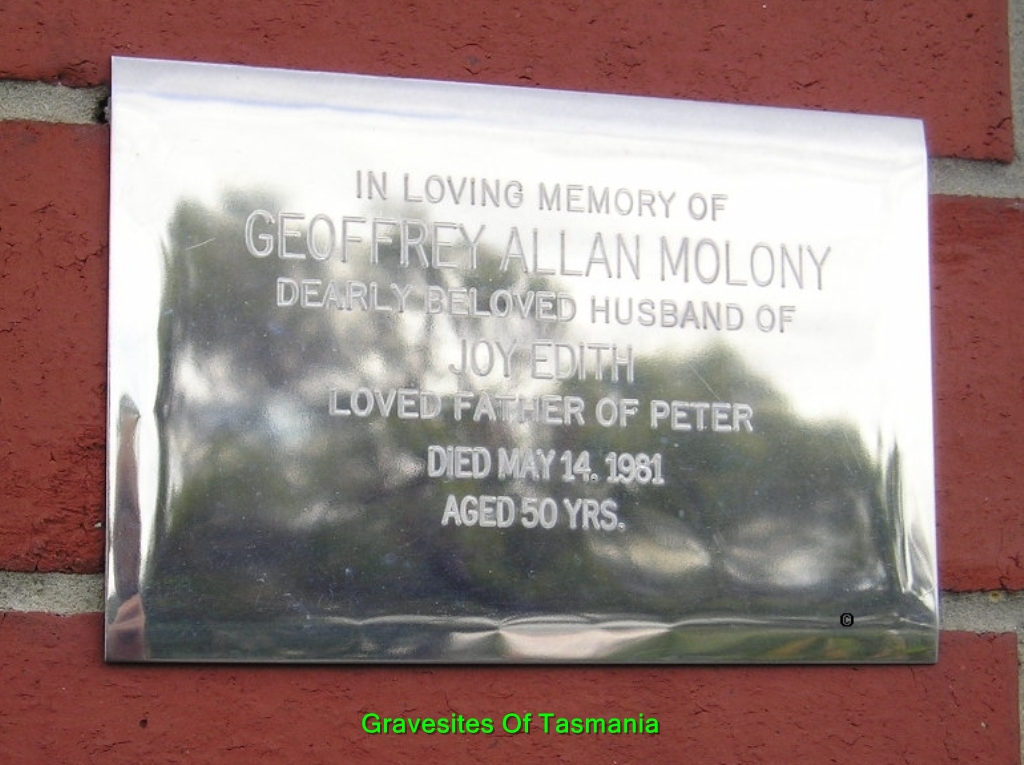 IN LOVING MEMORY OF
GEOFFREY ALLAN MOLONY
DEARLY BELOVED HUSBAND OF
JOY EDITH
LOVED FATHER OF PETER
DIED MAY 14. 1981
AGED 50 YRS.
©
Gravesites Of Tasmania